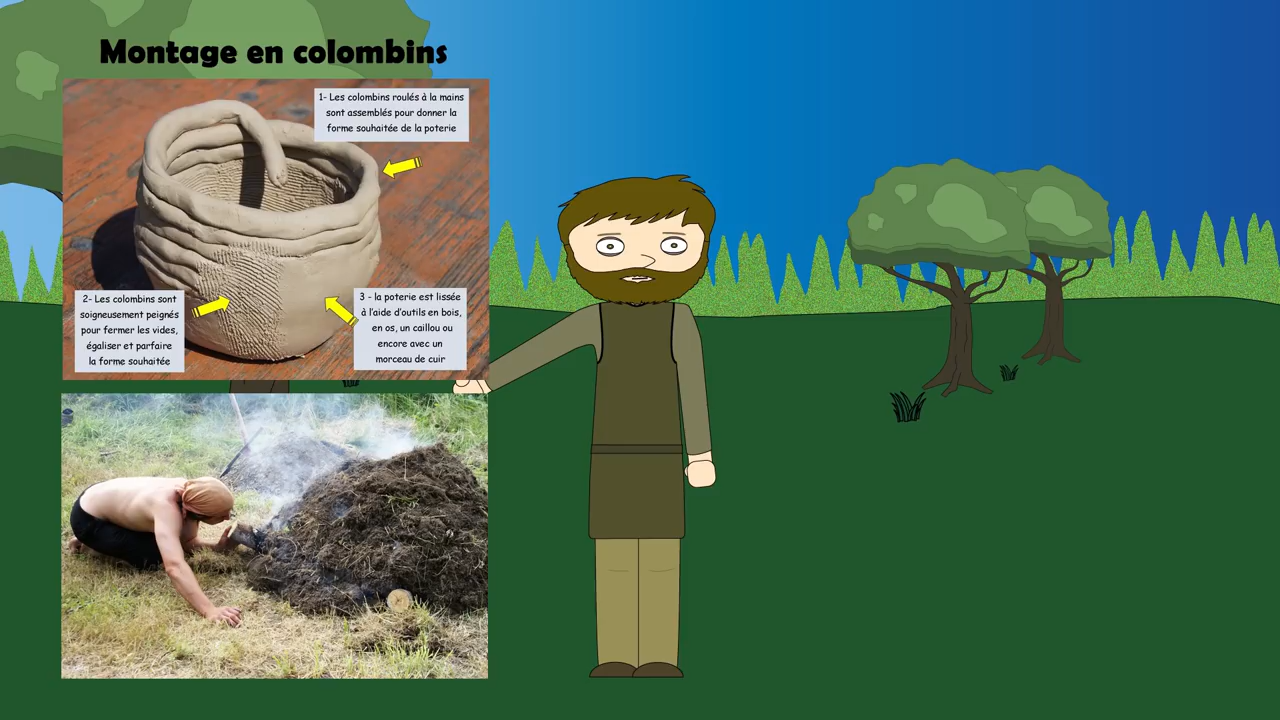 Montage en colombins
1- Les colombins roulés à la mains
sont assemblés pour donner la
forme souhaitée de la poterie
2- Les colombins sont
soigneusement peignés
pour fermer les vides,
égaliser et parfaire
la forme souhaitée
3 - la poterie est lissée
à l'aide d'outils en bois,
en os, un caillou ou
encore avec un
morceau de cuir